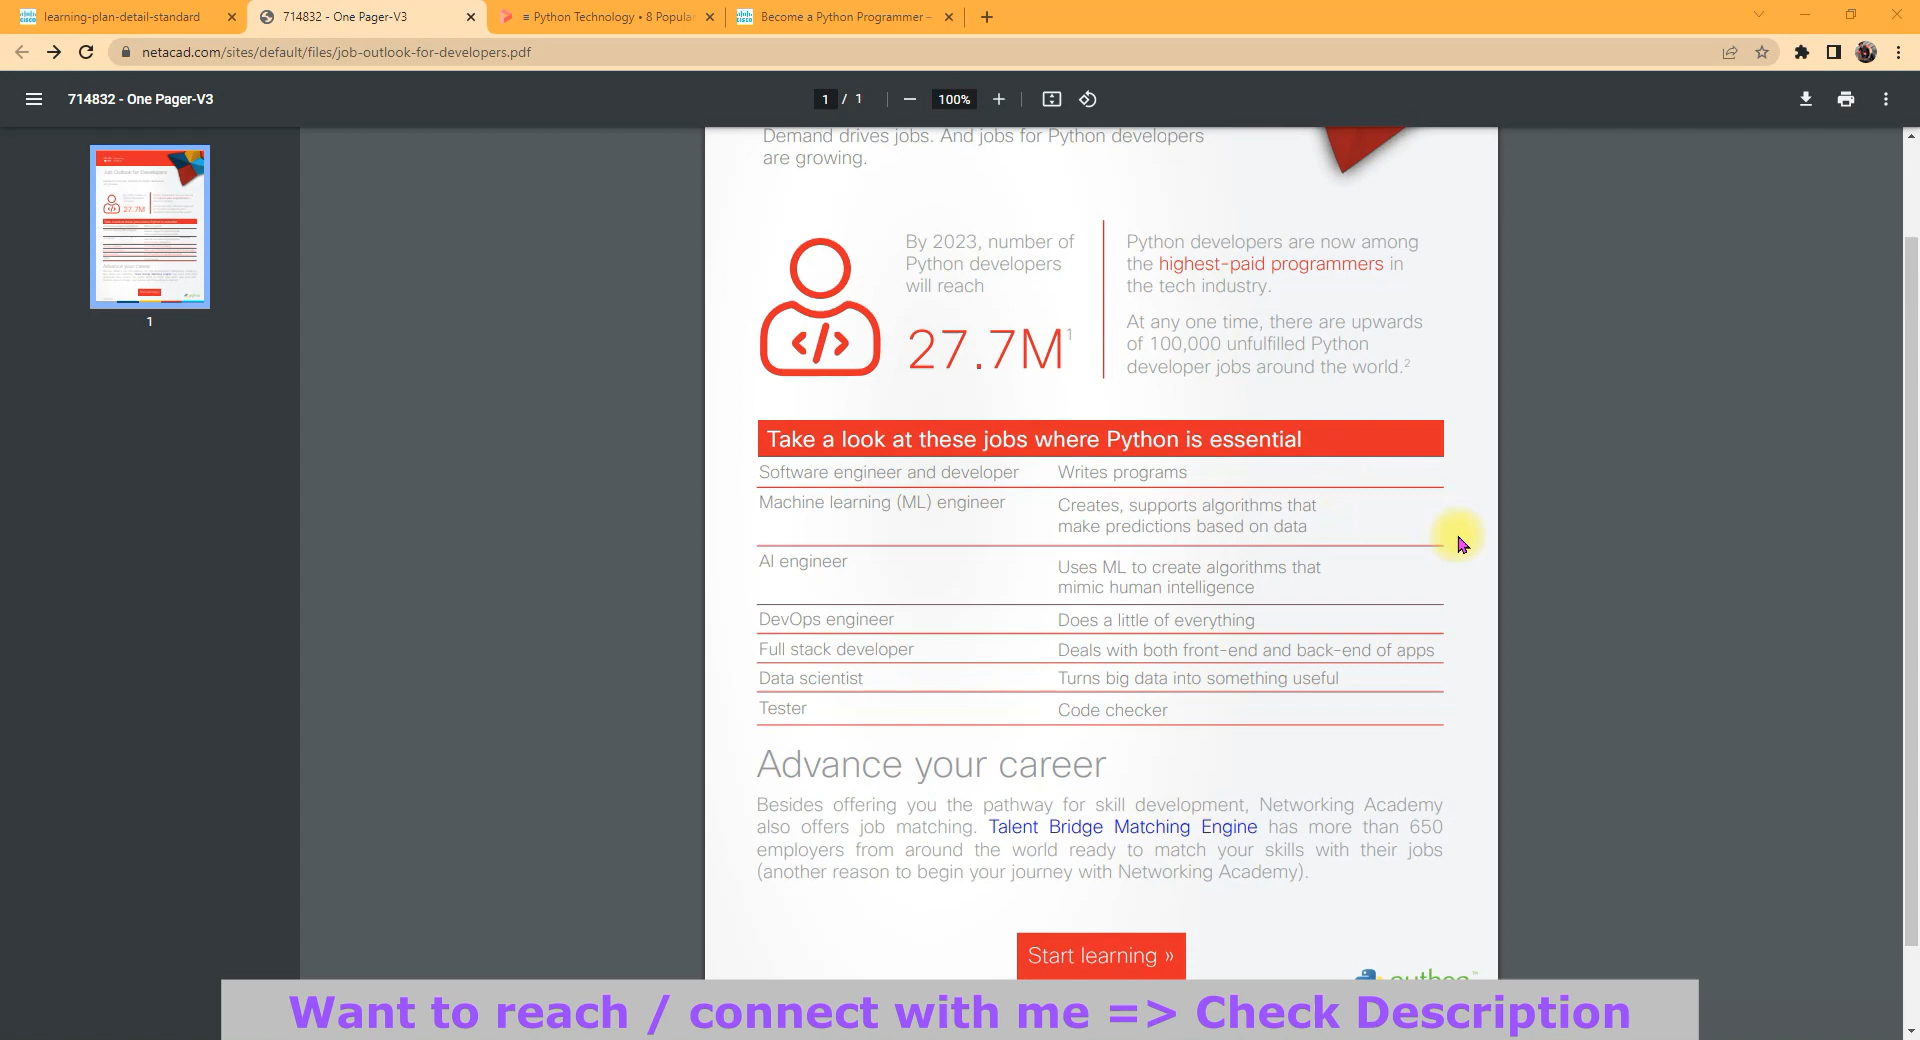 learning-plan-detail-standard
714832 - One Pager-V3
≡ Python Technology • 8 Popula
Become a Python Programmer –
netacad.com/sites/default/files/job-outlook-for-developers.pdf
714832 - One Pager-V3
1 / 1
100%
Job Outlook for Developers
27.7M
Advance your career
1
Demand drives jobs. And jobs for Python developers
are growing.
By 2023, number of
Python developers
will reach
27.7M¹
Python developers are now among
the highest-paid programmers in
the tech industry.
At any one time, there are upwards
of 100,000 unfulfilled Python
developer jobs around the world.²
Take a look at these jobs where Python is essential
Software engineer and developer Writes programs
Machine learning (ML) engineer Creates, supports algorithms that
make predictions based on data
AI engineer Uses ML to create algorithms that
mimic human intelligence
DevOps engineer Does a little of everything
Full stack developer Deals with both front-end and back-end of apps
Data scientist Turns big data into something useful
Tester Code checker
Advance your career
Besides offering you the pathway for skill development, Networking Academy
also offers job matching. Talent Bridge Matching Engine has more than 650
employers from around the world ready to match your skills with their jobs
(another reason to begin your journey with Networking Academy).
Start learning »
Want to reach / connect with me => Check Description